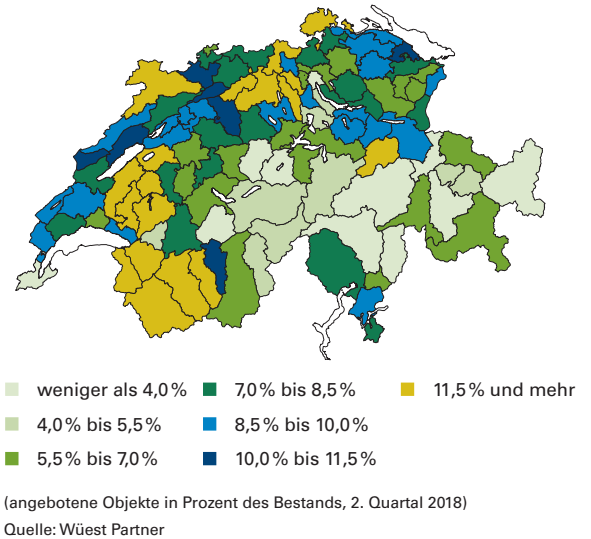 weniger als 4,0 %
4,0 % bis 5,5 %
5,5 % bis 7,0 %
7,0 % bis 8,5 %
8,5 % bis 10,0 %
10,0 % bis 11,5 %
11,5 % und mehr
(angebotene Objekte in Prozent des Bestands, 2. Quartal 2018)
Quelle: Wüest Partner